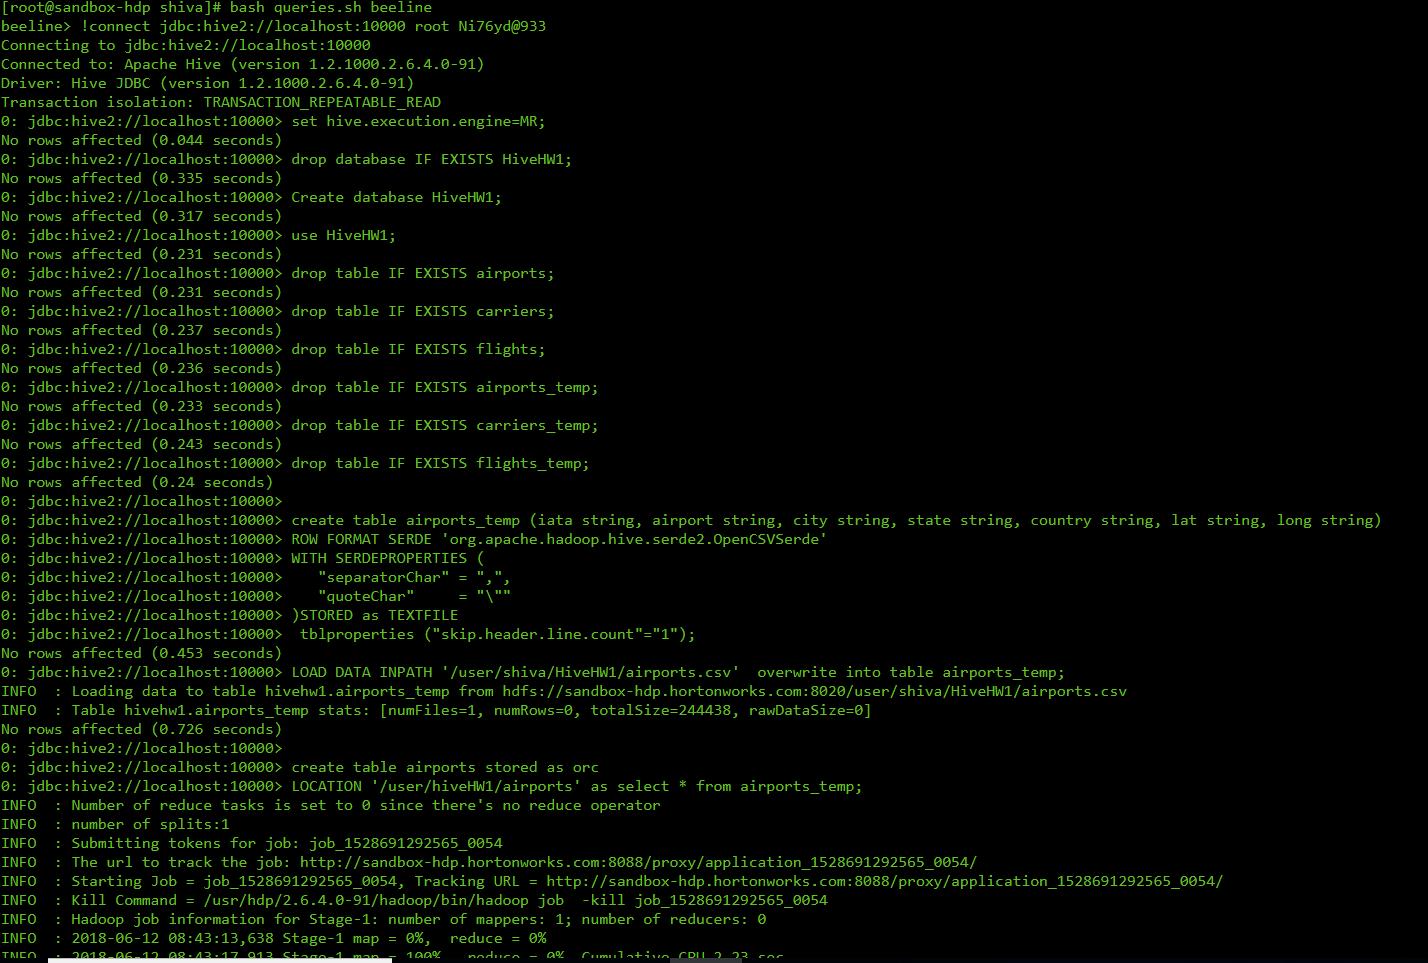 [root@sandbox-hdp shiva]# bash queries.sh beeline
beeline> !connect jdbc:hive2://localhost:10000 root Ni76yd@933
Connecting to jdbc:hive2://localhost:10000
Connected to: Apache Hive (version 1.2.1000.2.6.4.0-91)
Driver: Hive JDBC (version 1.2.1000.2.6.4.0-91)
Transaction isolation: TRANSACTION_REPEATABLE_READ
0: jdbc:hive2://localhost:10000> set hive.execution.engine=MR;
No rows affected (0.044 seconds)
0: jdbc:hive2://localhost:10000> drop database IF EXISTS HiveHW1;
No rows affected (0.335 seconds)
0: jdbc:hive2://localhost:10000> Create database HiveHW1;
No rows affected (0.317 seconds)
0: jdbc:hive2://localhost:10000> use HiveHW1;
No rows affected (0.231 seconds)
0: jdbc:hive2://localhost:10000> drop table IF EXISTS airports;
No rows affected (0.231 seconds)
0: jdbc:hive2://localhost:10000> drop table IF EXISTS carriers;
No rows affected (0.237 seconds)
0: jdbc:hive2://localhost:10000> drop table IF EXISTS flights;
No rows affected (0.236 seconds)
0: jdbc:hive2://localhost:10000> drop table IF EXISTS airports_temp;
No rows affected (0.233 seconds)
0: jdbc:hive2://localhost:10000> drop table IF EXISTS carriers_temp;
No rows affected (0.243 seconds)
0: jdbc:hive2://localhost:10000> drop table IF EXISTS flights_temp;
No rows affected (0.24 seconds)
0: jdbc:hive2://localhost:10000>
0: jdbc:hive2://localhost:10000> create table airports_temp (iata string, airport string, city string, state string, country string, lat string, long string)
0: jdbc:hive2://localhost:10000> ROW FORMAT SERDE 'org.apache.hadoop.hive.serde2.OpenCSVSerde'
0: jdbc:hive2://localhost:10000> WITH SERDEPROPERTIES (
0: jdbc:hive2://localhost:10000>    "separatorChar" = ",",
0: jdbc:hive2://localhost:10000>    "quoteChar"     = "\""
0: jdbc:hive2://localhost:10000> )STORED as TEXTFILE
0: jdbc:hive2://localhost:10000>  tblproperties ("skip.header.line.count"="1");
No rows affected (0.453 seconds)
0: jdbc:hive2://localhost:10000> LOAD DATA INPATH '/user/shiva/HiveHW1/airports.csv'  overwrite into table airports_temp;
INFO  : Loading data to table hivehw1.airports_temp from hdfs://sandbox-hdp.hortonworks.com:8020/user/shiva/HiveHW1/airports.csv
INFO  : Table hivehw1.airports_temp stats: [numFiles=1, numRows=0, totalSize=244438, rawDataSize=0]
No rows affected (0.726 seconds)
0: jdbc:hive2://localhost:10000>
0: jdbc:hive2://localhost:10000> create table airports stored as orc
0: jdbc:hive2://localhost:10000> LOCATION '/user/hiveHW1/airports' as select * from airports_temp;
INFO  : Number of reduce tasks is set to 0 since there's no reduce operator
INFO  : number of splits:1
INFO  : Submitting tokens for job: job_1528691292565_0054
INFO  : The url to track the job: http://sandbox-hdp.hortonworks.com:8088/proxy/application_1528691292565_0054/
INFO  : Starting Job = job_1528691292565_0054, Tracking URL = http://sandbox-hdp.hortonworks.com:8088/proxy/application_1528691292565_0054/
INFO  : Kill Command = /usr/hdp/2.6.4.0-91/hadoop/bin/hadoop job  -kill job_1528691292565_0054
INFO  : Hadoop job information for Stage-1: number of mappers: 1; number of reducers: 0
INFO  : 2018-06-12 08:43:13,638 Stage-1 map = 0%,  reduce = 0%
INFO  : 2018-06-12 08:43:17,913 Stage-1 map = 100%,  reduce = 0%, Cumulative CPU 2.23 sec